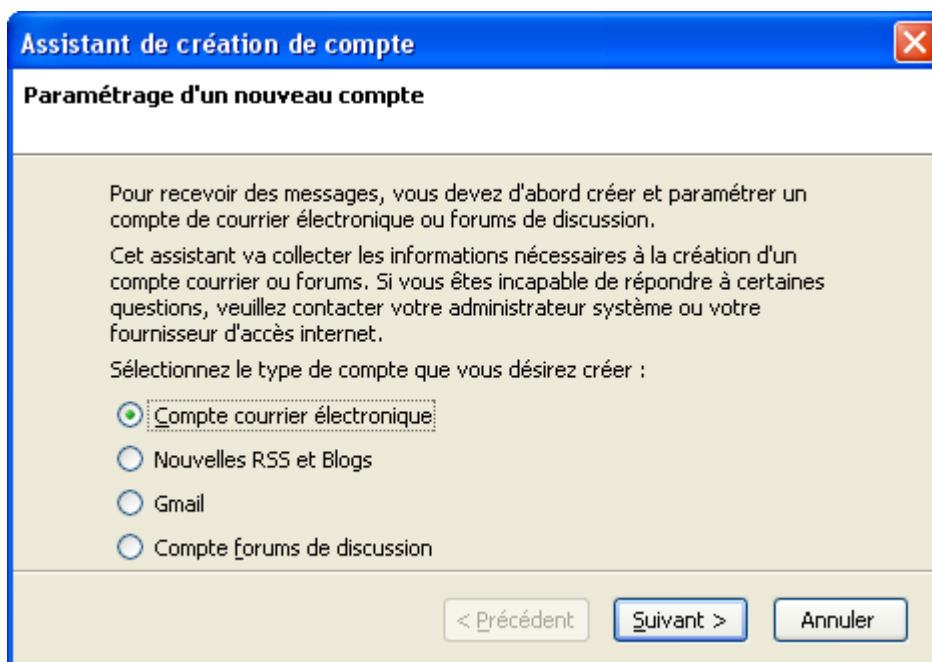 Assistant de création de compte
Paramétrage d'un nouveau compte
Pour recevoir des messages, vous devez d'abord créer et paramétrer un
compte de courrier électronique ou forums de discussion.
Cet assistant va collecter les informations nécessaires à la création d'un
compte courrier ou forums. Si vous êtes incapable de répondre à certaines
questions, veuillez contacter votre administrateur système ou votre
fournisseur d'accès internet.
Sélectionnez le type de compte que vous désirez créer :
Compte courrier électronique
Nouvelles RSS et Blogs
Gmail
Compte forums de discussion
< Précédent
Suivant >
Annuler